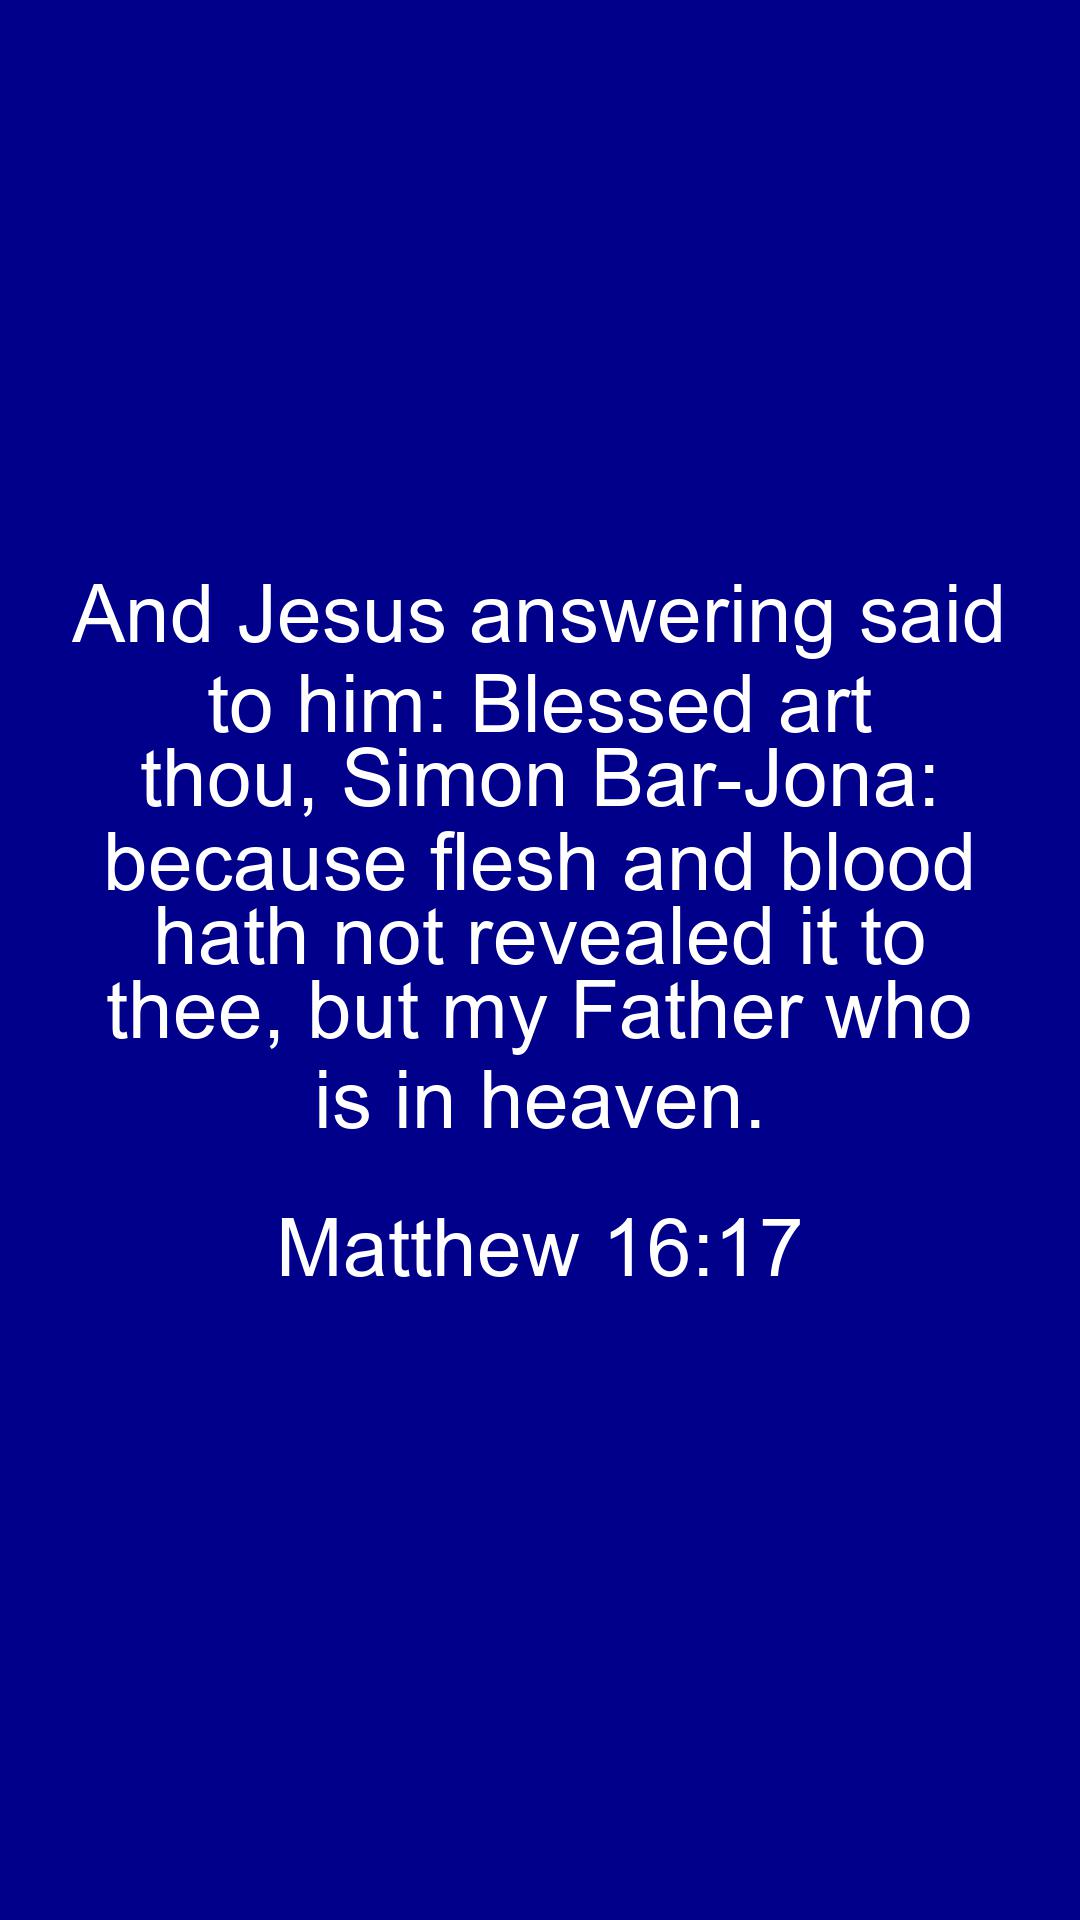 And Jesus answering said
to him: Blessed art
thou, Simon Bar-Jona:
because flesh and blood
hath not revealed it to
thee, but my Father who
is in heaven.
Matthew 16:17